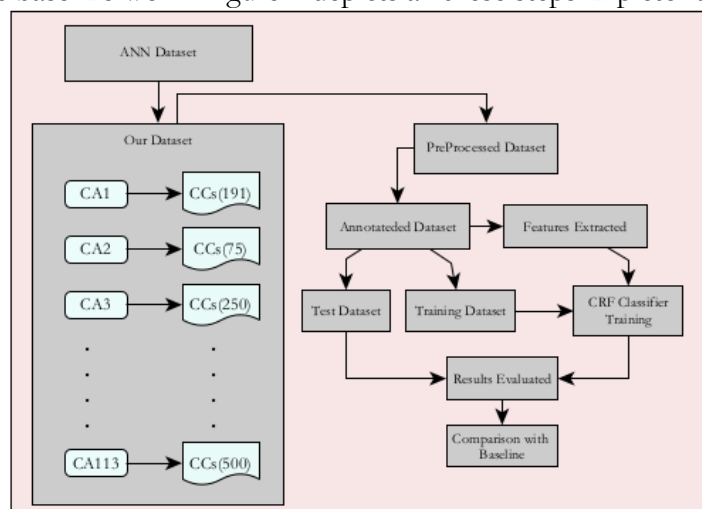 ANN Dataset
Our Dataset
CA1
CCs(191)
CA2
CCs(75)
CA3
CCs(250)
CA113
CCs(500)
PreProcessed Dataset
Annotateded Dataset
Features Extracted
Test Dataset
Training Dataset
CRF Classifier
Training
Results Evaluated
Comparison with
Baseline